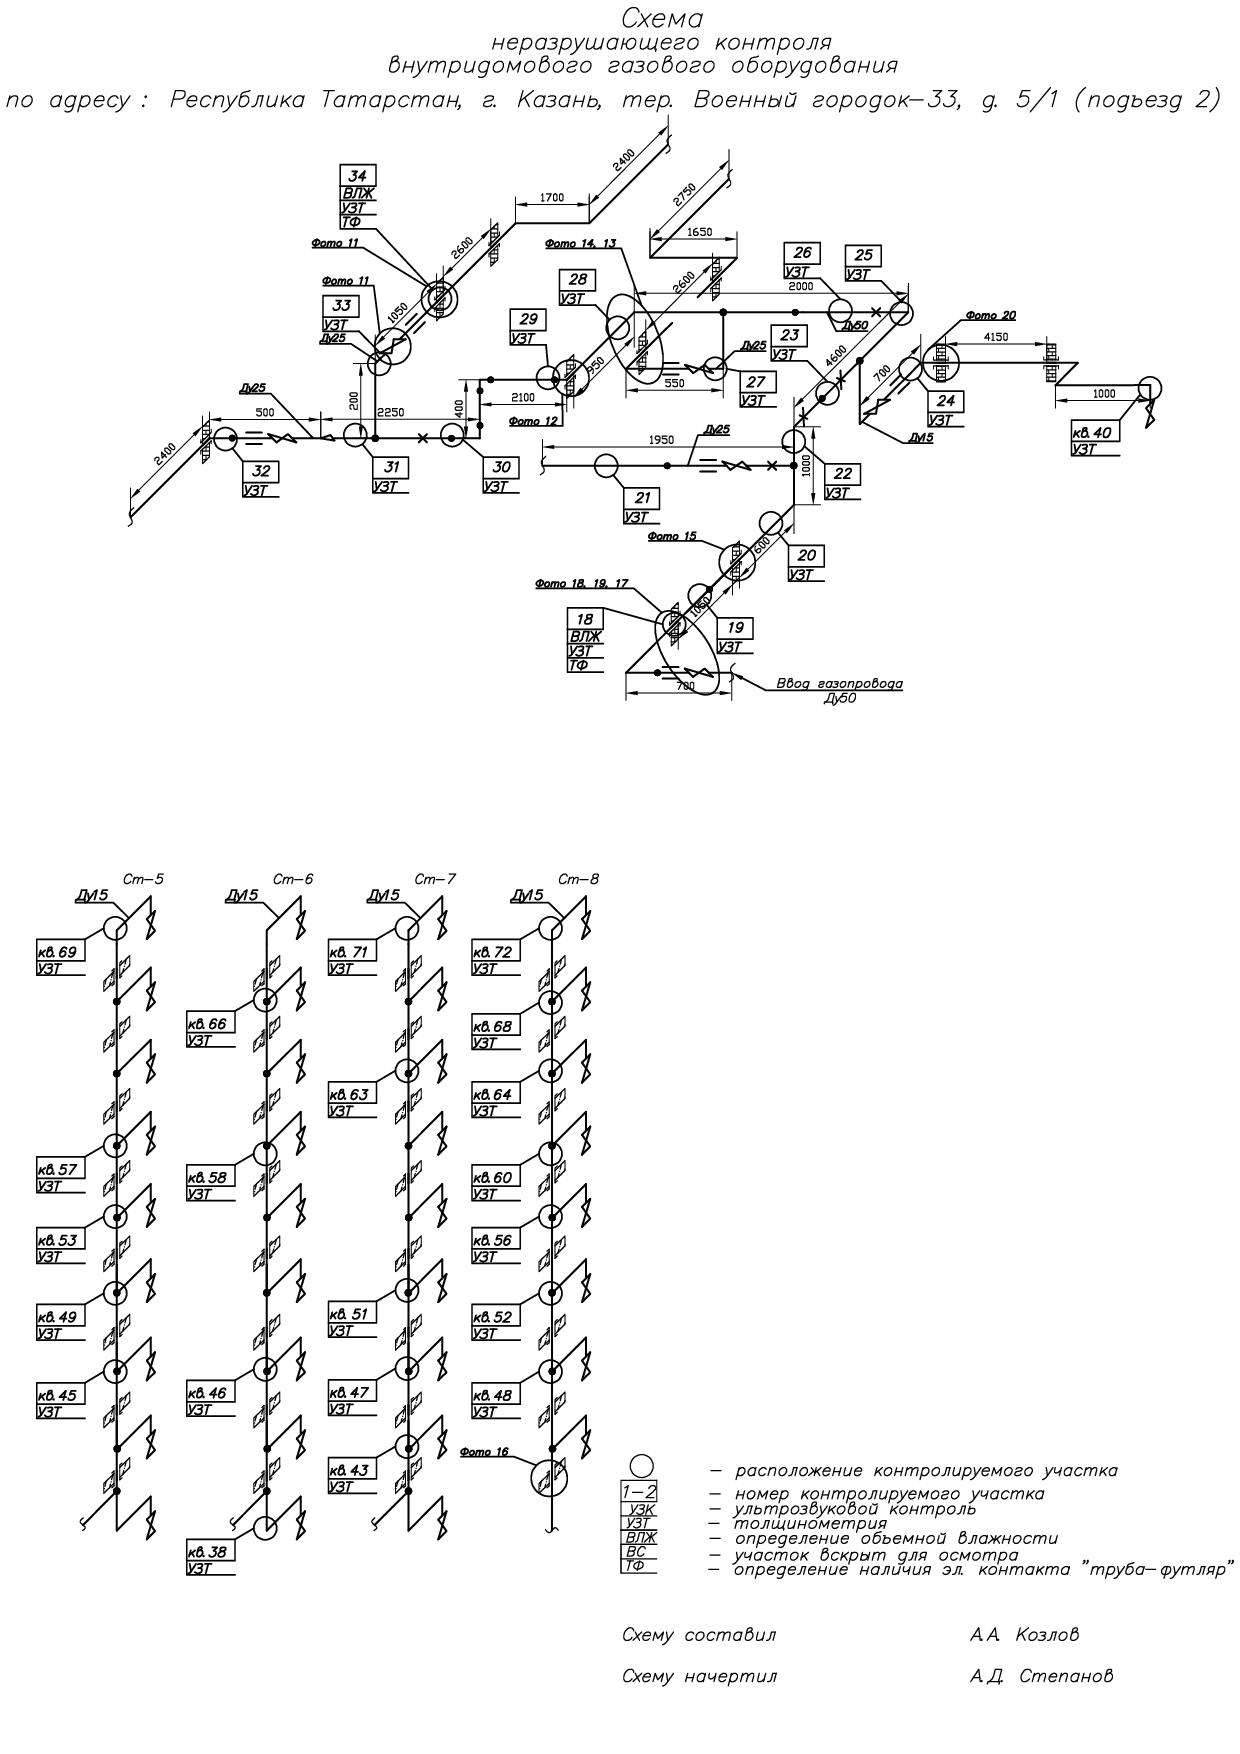 Схема
неразрушающего контроля
внутридомового газового оборудования
по адресу : Республика Татарстан, г. Казань, тер. Военный городок-33, д. 5/1 (подъезд 2)
34
ВЛЖ
УЗТ
ТФ
Фото 11
2600
1700
2400
2750
1650
Фото 14, 13
2600
26
УЗТ
25
УЗТ
2000
28
УЗТ
Фото 11
1050
33
УЗТ
Ду25
29
УЗТ
950
Ду50
23
УЗТ
4600
Фото 20
4150
700
Ду25
550
27
УЗТ
24
УЗТ
1000
Ду15
кв.40
УЗТ
Ду25
500
200
2250
400
2100
Фото 12
2400
32
УЗТ
31
УЗТ
30
УЗТ
1950
Ду25
21
УЗТ
1000
22
УЗТ
Фото 15
600
20
УЗТ
Фото 18, 19, 17
1050
18
ВЛЖ
УЗТ
ТФ
19
УЗТ
700
Ввод газопровода
Ду50
Ду15
Ст-5
Ду15
Ст-6
Ду15
Ст-7
Ду15
Ст-8
кв.69
УЗТ
кв.71
УЗТ
кв.72
УЗТ
кв.66
УЗТ
кв.68
УЗТ
кв.63
УЗТ
кв.64
УЗТ
кв.57
УЗТ
кв.58
УЗТ
кв.60
УЗТ
кв.53
УЗТ
кв.56
УЗТ
кв.49
УЗТ
кв.51
УЗТ
кв.52
УЗТ
кв.45
УЗТ
кв.46
УЗТ
кв.47
УЗТ
кв.48
УЗТ
кв.43
УЗТ
Фото 16
кв.38
УЗТ
– расположение контролируемого участка
1-2 – номер контролируемого участка
УЗК – ультрозвуковой контроль
УЗТ – толщинометрия
ВЛЖ – определение объемной влажности
ВС – участок вскрыт для осмотра
ТФ – определение наличия эл. контакта "труба-футляр"
Схему составил А.А. Козлов
Схему начертил А.Д. Степанов